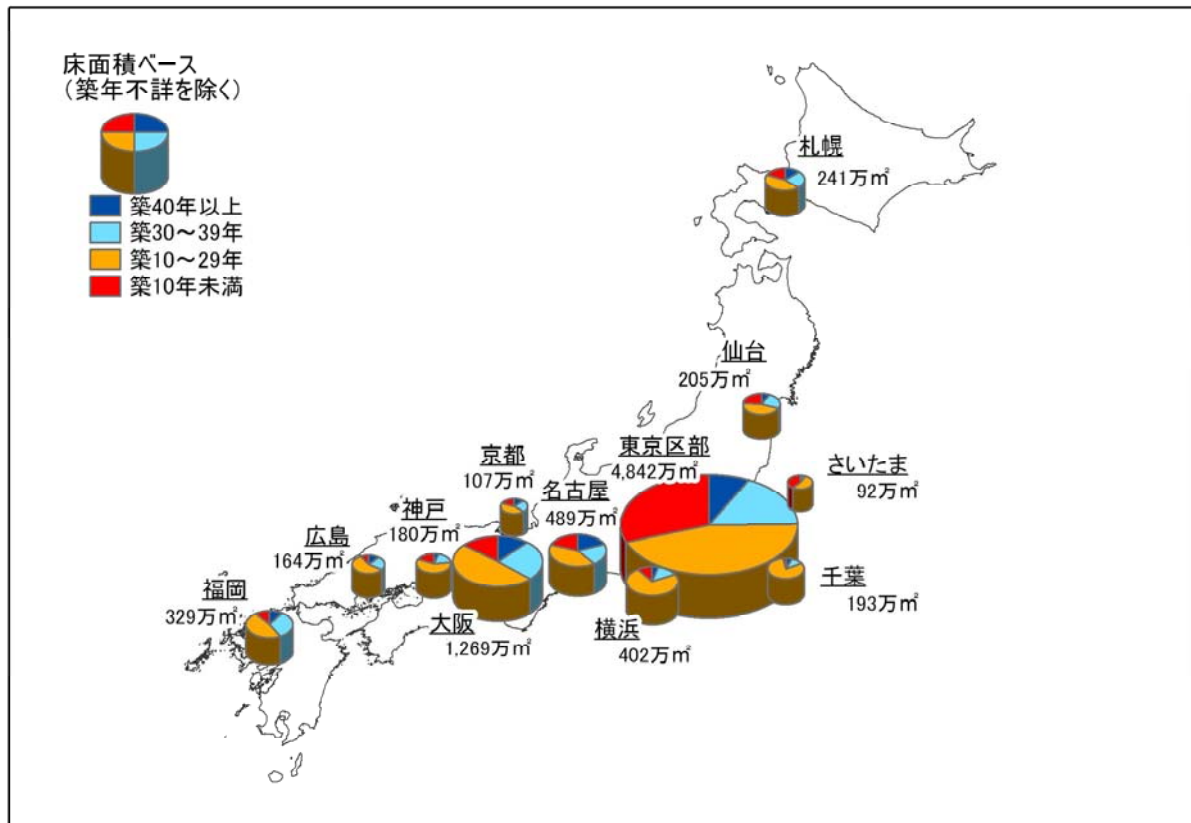 床面積ベース
（築年不詳を除く）
築40年以上
築30～39年
築10～29年
築10年未満
札幌
241万㎡
仙台
205万㎡
東京区部
4,842万㎡
さいたま
92万㎡
京都
107万㎡
名古屋
489万㎡
神戸
180万㎡
広島
164万㎡
福岡
329万㎡
千葉
193万㎡
大阪
1,269万㎡
横浜
402万㎡